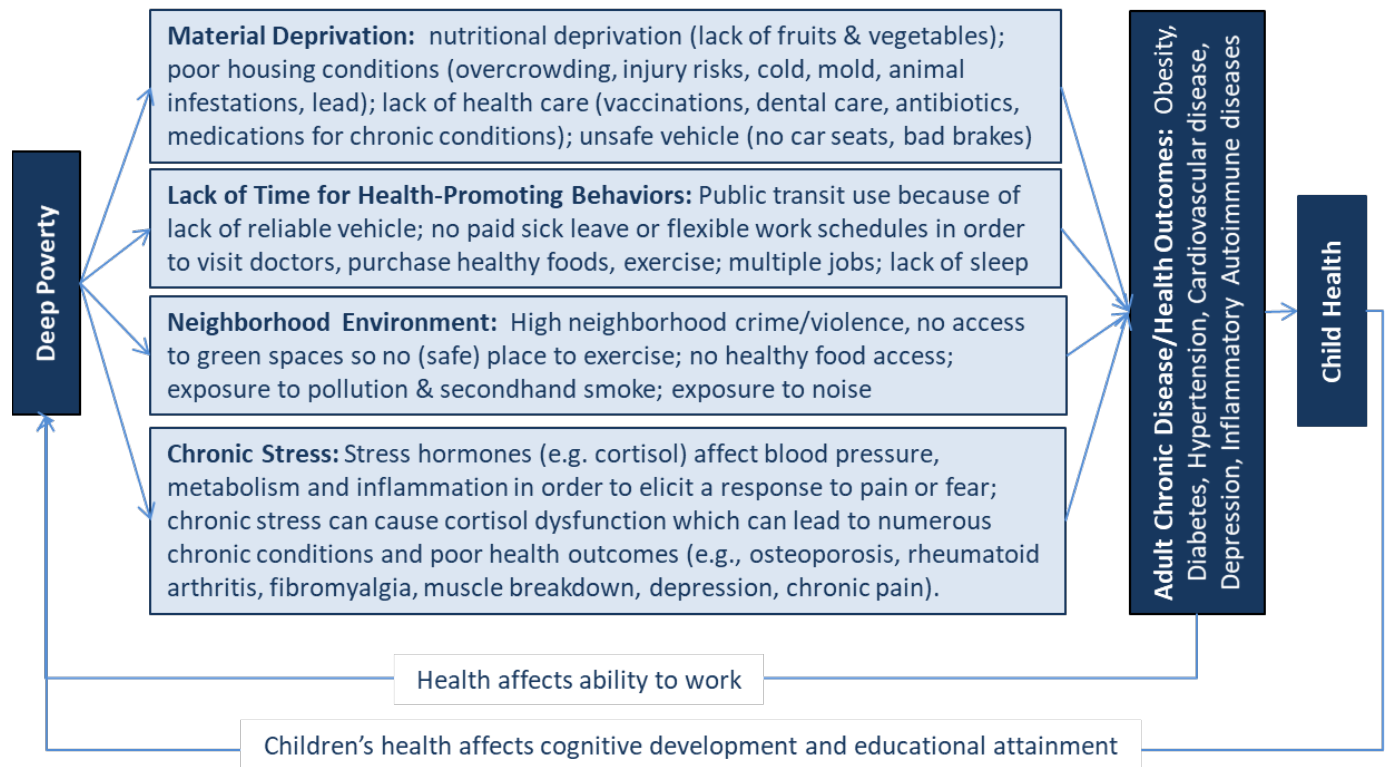 Deep Poverty
Material Deprivation: nutritional deprivation (lack of fruits & vegetables);
poor housing conditions (overcrowding, injury risks, cold, mold, animal
infestations, lead); lack of health care (vaccinations, dental care, antibiotics,
medications for chronic conditions); unsafe vehicle (no car seats, bad brakes)
Lack of Time for Health-Promoting Behaviors: Public transit use because of
lack of reliable vehicle; no paid sick leave or flexible work schedules in order
to visit doctors, purchase healthy foods, exercise; multiple jobs; lack of sleep
Neighborhood Environment: High neighborhood crime/violence, no access
to green spaces so no (safe) place to exercise; no healthy food access;
exposure to pollution & secondhand smoke; exposure to noise
Chronic Stress: Stress hormones (e.g. cortisol) affect blood pressure,
metabolism and inflammation in order to elicit a response to pain or fear;
chronic stress can cause cortisol dysfunction which can lead to numerous
chronic conditions and poor health outcomes (e.g., osteoporosis, rheumatoid
arthritis, fibromyalgia, muscle breakdown, depression, chronic pain).
Adult Chronic Disease/Health Outcomes: Obesity,
Diabetes, Hypertension, Cardiovascular disease,
Depression, Inflammatory Autoimmune diseases
Child Health
Health affects ability to work
Children’s health affects cognitive development and educational attainment